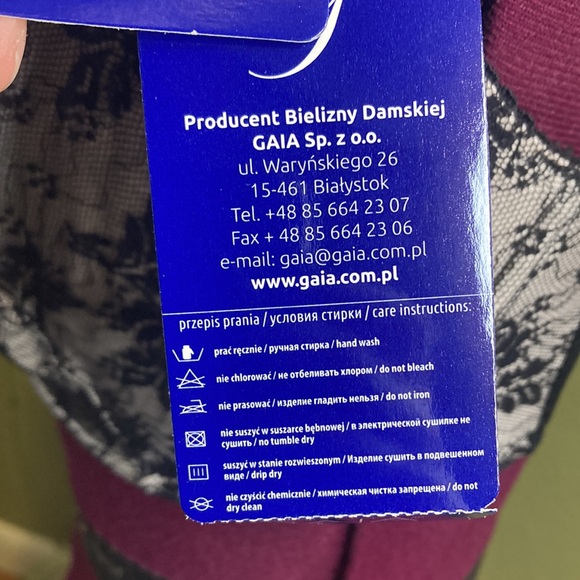 Producent Bielizny Damskiej
GAIA Sp. z o.o.
ul. Waryńskiego 26
15-461 Białystok
Tel. +48 85 664 23 07
Fax + 48 85 664 23 06
e-mail: gaia@gaia.com.pl
www.gaia.com.pl
przepis prania / условия стирки / care instructions:
prać ręcznie / ручная стирка / hand wash
nie chlorować / не отбеливать хлором / do not bleach
nie prasować / изделие гладить нельзя / do not iron
nie suszyć w suszarce bębnowej / в электрической сушилке не
сушить / no tumble dry
suszyć w stanie rozwieszonym / Изделие сушить в подвешенном
виде / drip dry
nie czyścić chemicznie / химическая чистка запрещена / do not
dry clean